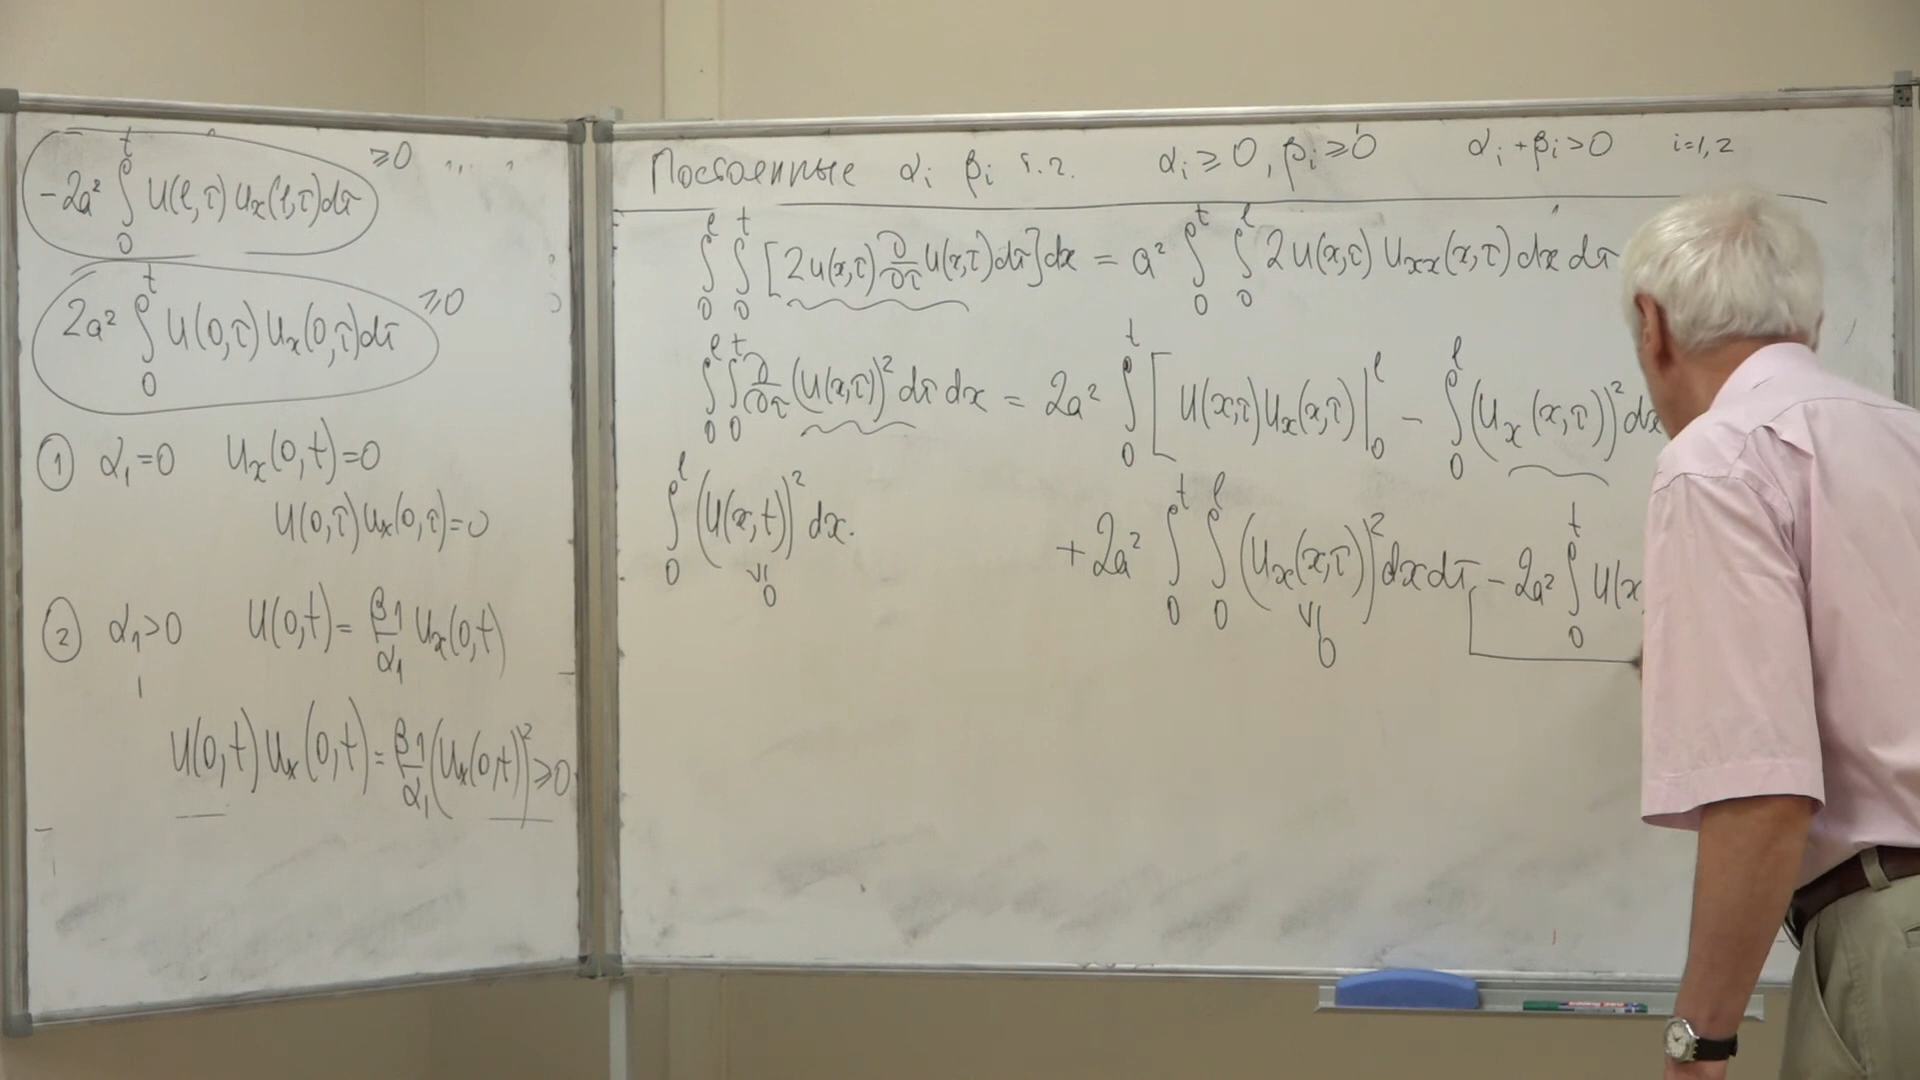 -2a² ∫₀ᵗ U(ℓ,τ) Uₓ(ℓ,τ)dτ ≥0
2a² ∫₀ᵗ U(0,τ) Uₓ(0,τ)dτ ≥0
① α₁=0 Uₓ(0,t)=0
U(0,τ)Uₓ(0,τ)=0
② α₁>0 U(0,t)= β₁/α₁ Uₓ(0,t)
U(0,t)Uₓ(0,t)= β₁/α₁ (Uₓ(0,t))² ≥0
Постоянные αᵢ βᵢ т.г. αᵢ ≥ 0, βᵢ ≥ 0 αᵢ + βᵢ > 0 i=1,2
∫₀ˡ ∫₀ᵗ [2u(x,τ) ∂/∂τ U(x,τ)dτ]dx = a² ∫₀ᵗ ∫₀ˡ 2U(x,τ) Uₓₓ(x,τ) dx dτ
∫₀ˡ ∫₀ᵗ ∂/∂τ (U(x,τ))² dτ dx = 2a² ∫₀ᵗ [ U(x,τ)Uₓ(x,τ)|₀ˡ - ∫₀ˡ (Uₓ(x,τ))² dx
∫₀ˡ (U(x,t))² dx. +2a² ∫₀ᵗ ∫₀ˡ (Uₓ(x,τ))² dx dτ - 2a² ∫₀ᵗ U(x,
≥0 ≥0